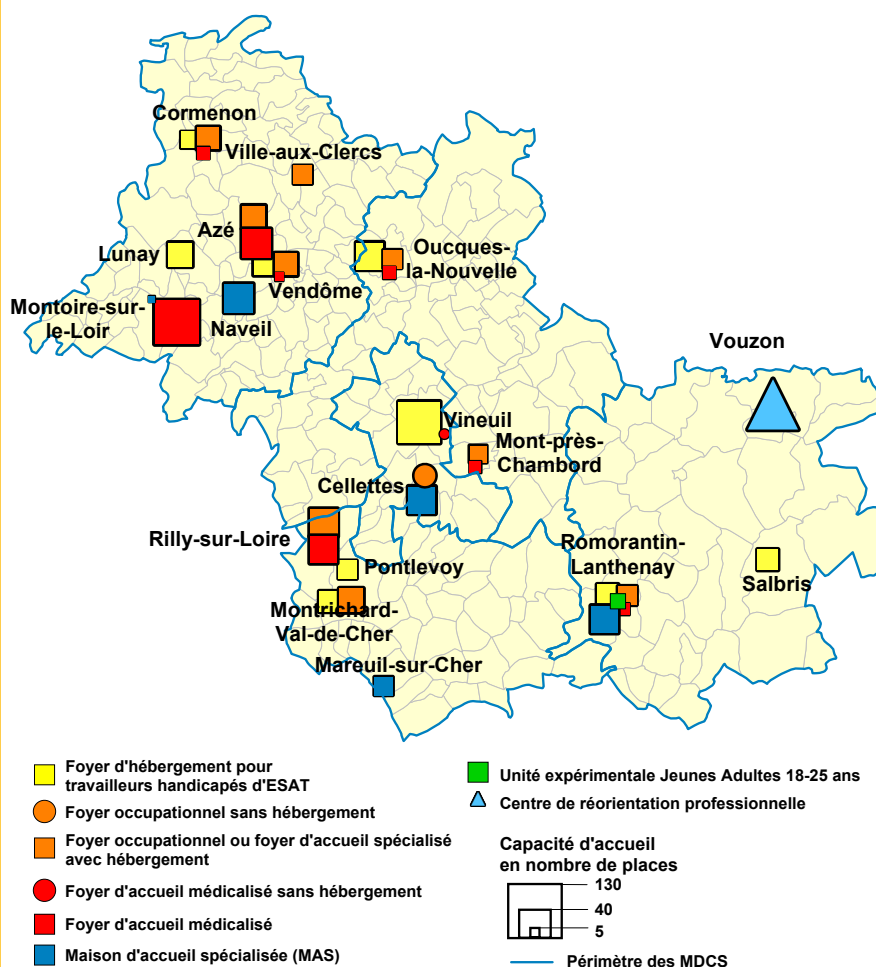 Cormenon
Ville-aux-Clercs
Azé
Lunay
Oucques-
la-Nouvelle
Vendôme
Montoire-sur-
le-Loir
Naveil
Vouzon
Vineuil
Mont-près-
Chambord
Cellettes
Rilly-sur-Loire
Romorantin-
Lanthenay
Pontlevoy
Salbris
Montrichard-
Val-de-Cher
Mareuil-sur-Cher
Foyer d'hébergement pour
travailleurs handicapés d'ESAT
Foyer occupationnel sans hébergement
Foyer occupationnel ou foyer d'accueil spécialisé
avec hébergement
Foyer d'accueil médicalisé sans hébergement
Foyer d'accueil médicalisé
Maison d'accueil spécialisée (MAS)
Unité expérimentale Jeunes Adultes 18-25 ans
Centre de réorientation professionnelle
Capacité d'accueil
en nombre de places
130
40
5
Périmètre des MDCS